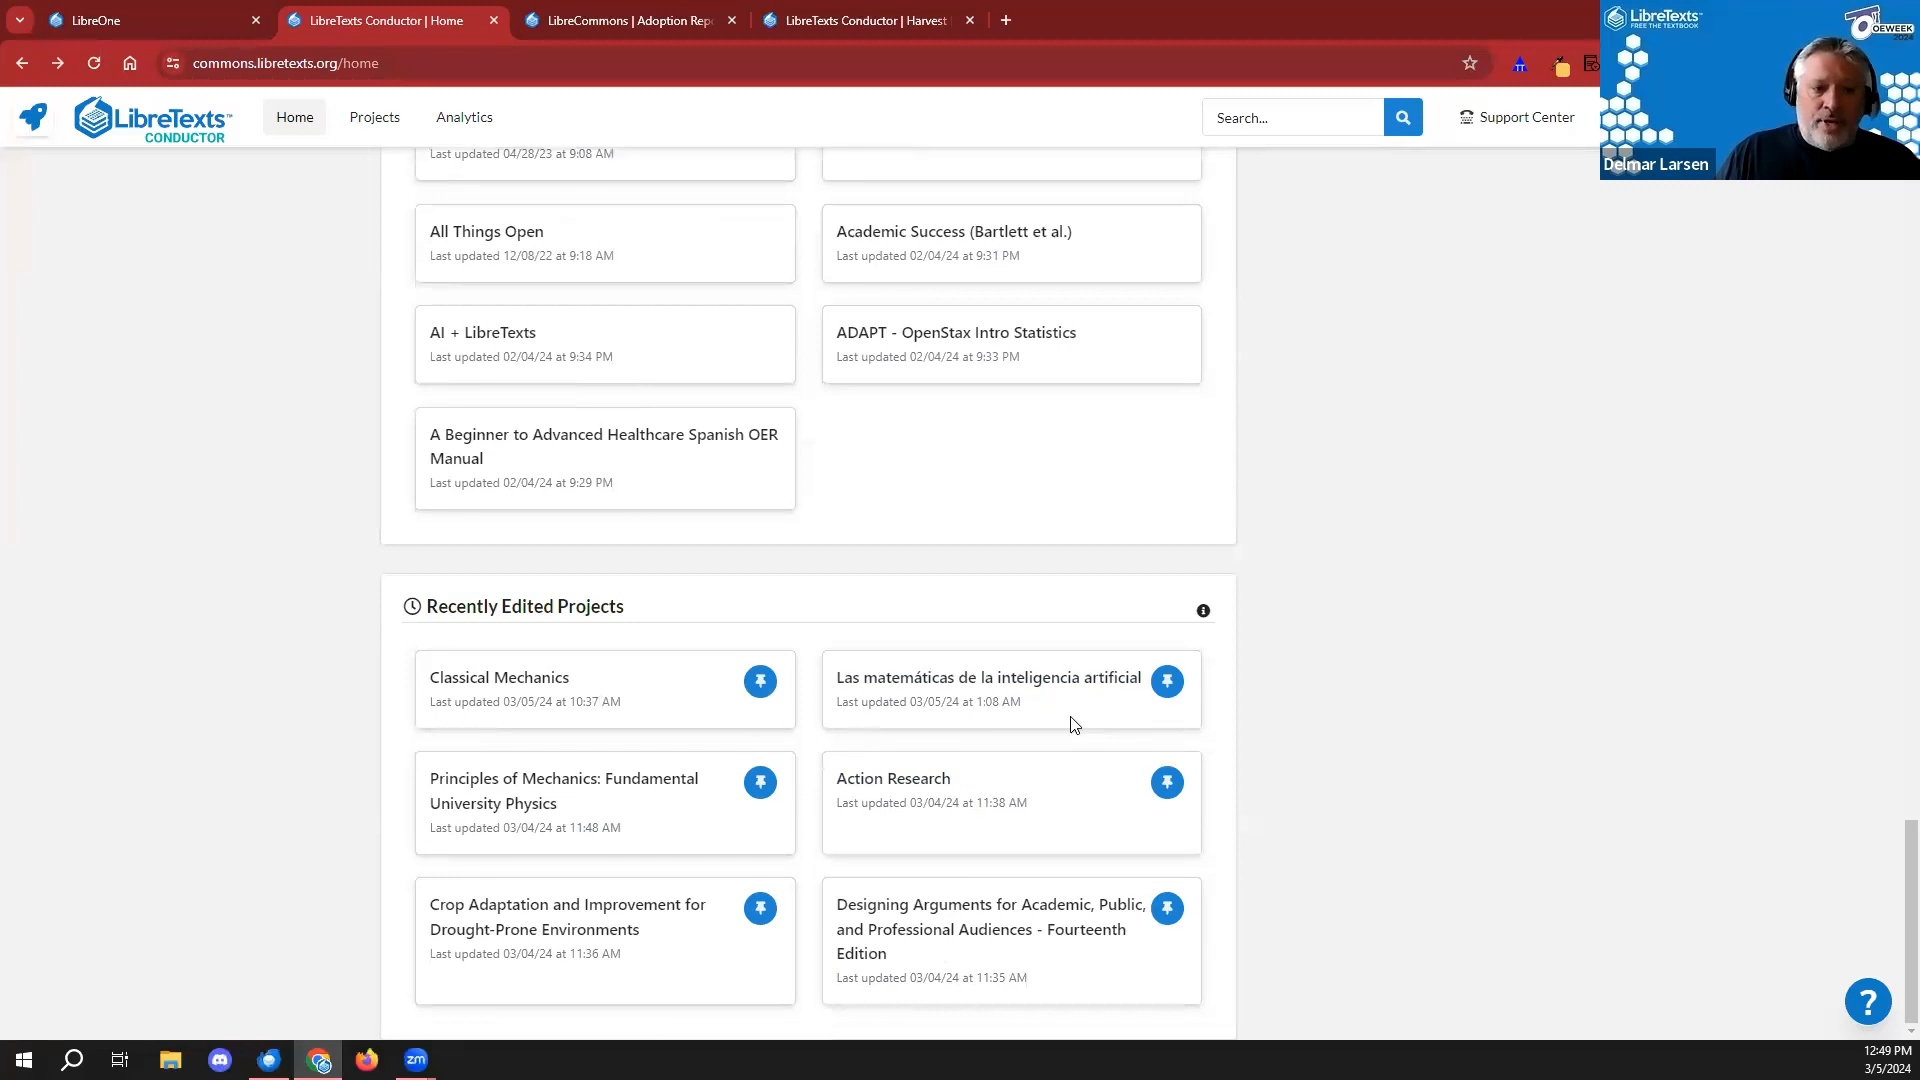 LibreOne
LibreTexts Conductor | Home
LibreCommons | Adoption Rep
LibreTexts Conductor | Harvest
commons.libretexts.org/home
LibreTexts™
FREE THE TEXTBOOK
OEWEEK
2024
LibreTexts™
CONDUCTOR
Home
Projects
Analytics
Search...
Support Center
Delmar Larsen
Last updated 04/28/23 at 9:08 AM
All Things Open
Last updated 12/08/22 at 9:18 AM
Academic Success (Bartlett et al.)
Last updated 02/04/24 at 9:31 PM
AI + LibreTexts
Last updated 02/04/24 at 9:34 PM
ADAPT - OpenStax Intro Statistics
Last updated 02/04/24 at 9:33 PM
A Beginner to Advanced Healthcare Spanish OER
Manual
Last updated 02/04/24 at 9:29 PM
Recently Edited Projects
Classical Mechanics
Last updated 03/05/24 at 10:37 AM
Las matemáticas de la inteligencia artificial
Last updated 03/05/24 at 1:08 AM
Principles of Mechanics: Fundamental
University Physics
Last updated 03/04/24 at 11:48 AM
Action Research
Last updated 03/04/24 at 11:38 AM
Crop Adaptation and Improvement for
Drought-Prone Environments
Last updated 03/04/24 at 11:36 AM
Designing Arguments for Academic, Public,
and Professional Audiences - Fourteenth
Edition
Last updated 03/04/24 at 11:35 AM
?
zm
12:49 PM
3/5/2024